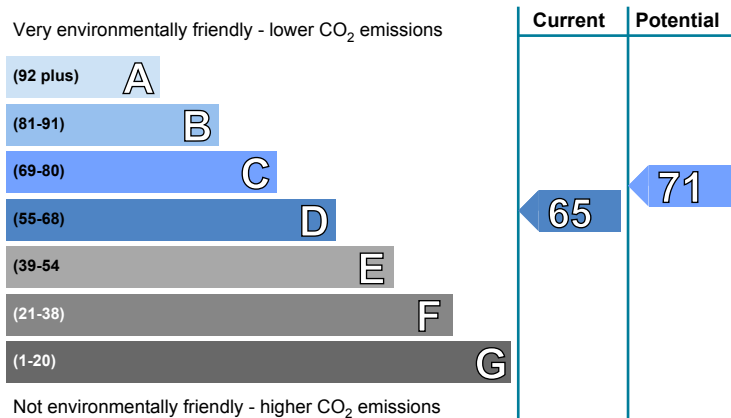 Very environmentally friendly - lower CO2 emissions
Current
Potential
(92 plus) A
(81-91) B
(69-80) C
(55-68) D
(39-54 E
(21-38) F
(1-20) G
65
71
Not environmentally friendly - higher CO2 emissions